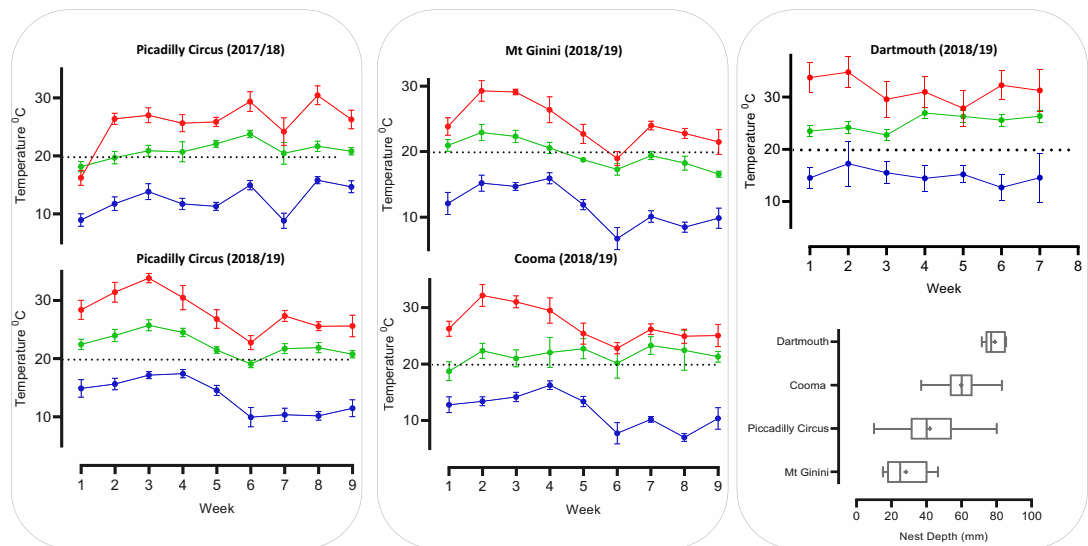 Picadilly Circus (2017/18)
Temperature ⁰C
30
20
10
Picadilly Circus (2018/19)
Temperature ⁰C
30
20
10
1 2 3 4 5 6 7 8 9
Week
Mt Ginini (2018/19)
Temperature ⁰C
30
20
10
Cooma (2018/19)
Temperature ⁰C
30
20
10
1 2 3 4 5 6 7 8 9
Week
Dartmouth (2018/19)
Temperature ⁰C
30
20
10
1 2 3 4 5 6 7 8
Week
Dartmouth
Cooma
Piccadilly Circus
Mt Ginini
0 20 40 60 80 100
Nest Depth (mm)